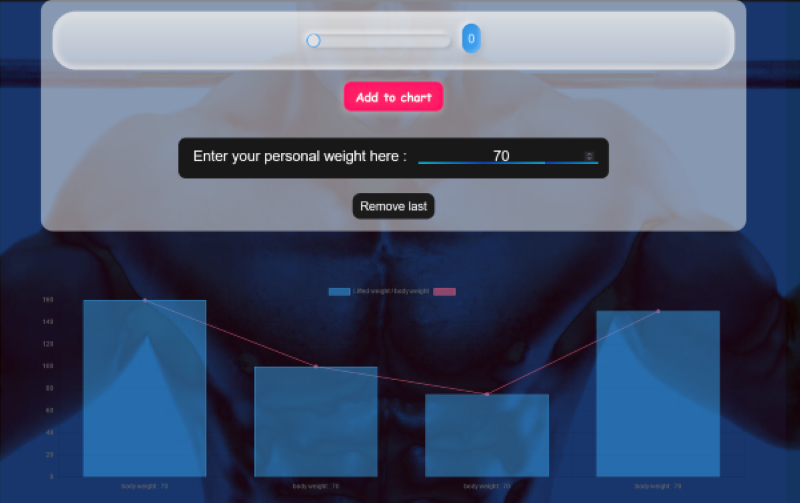 0
Add to chart
Enter your personal weight here : 70
Remove last
Lifted weight / body weight
160
140
120
100
80
60
40
20
0
body weight : 70 body weight : 70 body weight : 70 body weight : 70